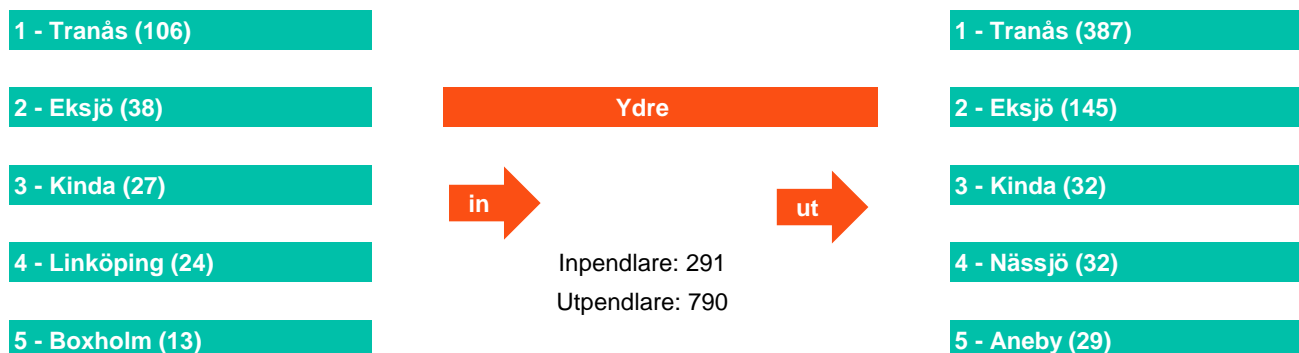 1 - Tranås (106)
2 - Eksjö (38)
3 - Kinda (27)
4 - Linköping (24)
5 - Boxholm (13)
Ydre
in
ut
Inpendlare: 291
Utpendlare: 790
1 - Tranås (387)
2 - Eksjö (145)
3 - Kinda (32)
4 - Nässjö (32)
5 - Aneby (29)